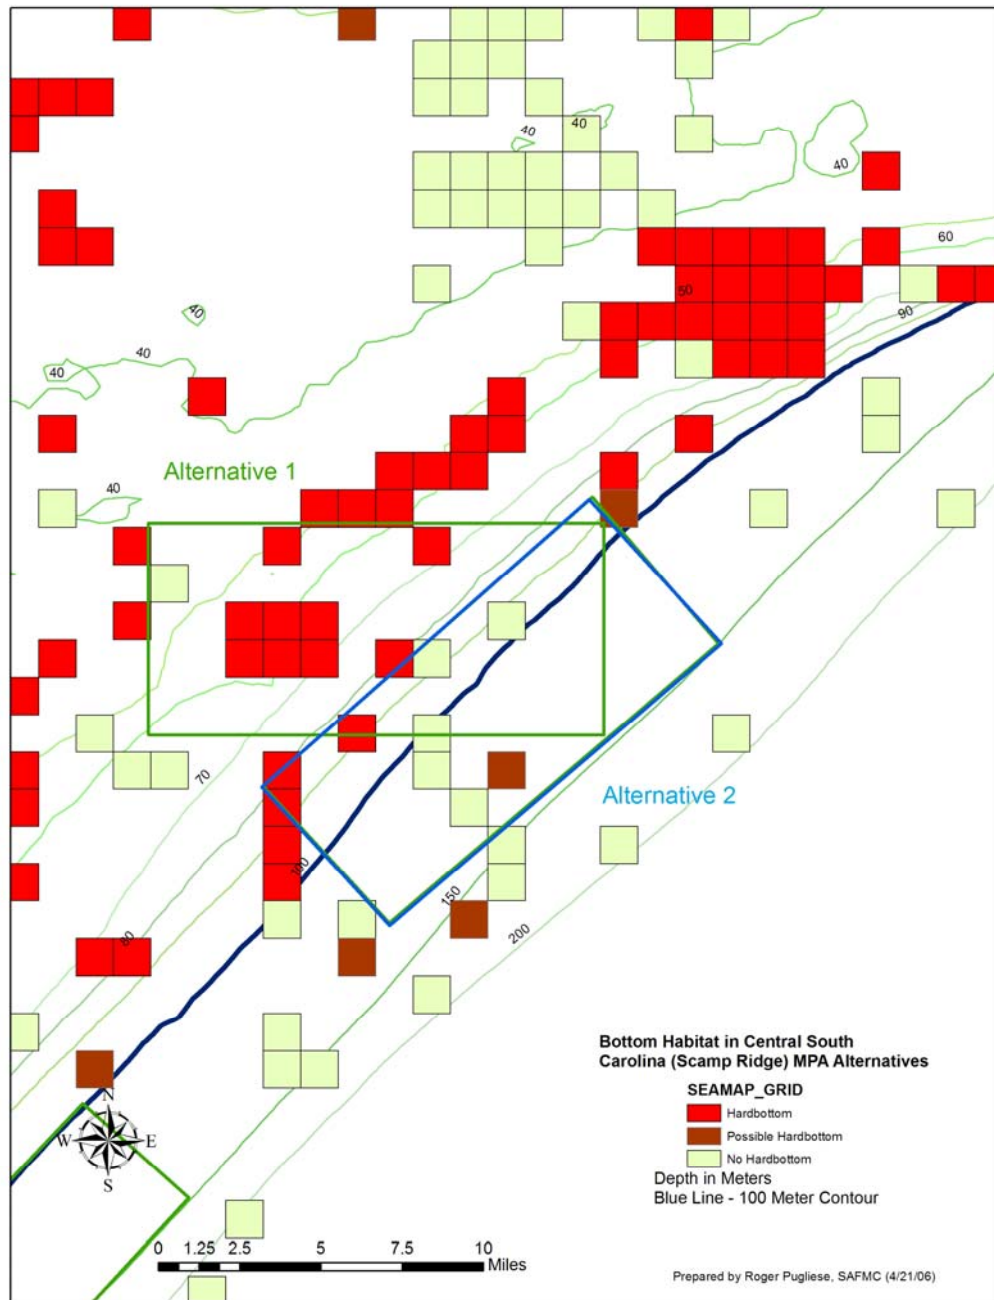 40
40
40
60
50
90
40
40
40
40
Alternative 1
70
Alternative 2
100
150
200
80
Bottom Habitat in Central South
Carolina (Scamp Ridge) MPA Alternatives
SEAMAP_GRID
Hardbottom
Possible Hardbottom
No Hardbottom
Depth in Meters
Blue Line - 100 Meter Contour
N
W E
S
0 1.25 2.5 5 7.5 10
Miles
Prepared by Roger Pugliese, SAFMC (4/21/06)